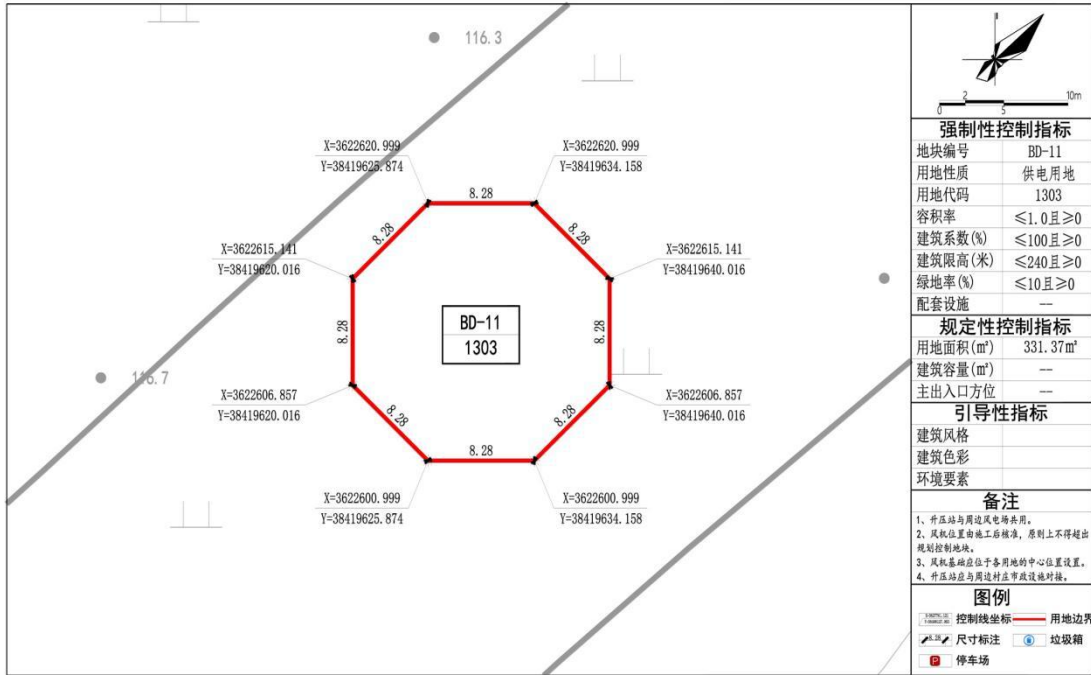 116.3
X=3622620.999
Y=38419625.874
X=3622620.999
Y=38419634.158
8.28
8.28
8.28
X=3622615.141
Y=38419620.016
X=3622615.141
Y=38419640.016
8.28
BD-11
1303
8.28
116.7
X=3622606.857
Y=38419620.016
X=3622606.857
Y=38419640.016
8.28
8.28
8.28
X=3622600.999
Y=38419625.874
X=3622600.999
Y=38419634.158
2
10m
0
5
强制性控制指标
地块编号 BD-11
用地性质 供电用地
用地代码 1303
容积率 ≤1.0且≥0
建筑系数(%) ≤100且≥0
建筑限高(米) ≤240且≥0
绿地率(%) ≤10且≥0
配套设施 --
规定性控制指标
用地面积(㎡) 331.37㎡
建筑容量(㎡) --
主出入口方位 --
引导性指标
建筑风格
建筑色彩
环境要素
备注
1、升压站与周边风电场共用。
2、风机位置由施工后核准,原则上不得超出
规划控制地块。
3、风机基础应位于各用地的中心位置设置。
4、升压站应与周边村庄市政设施对接。
图例
控制线坐标 用地边界
8.28 尺寸标注 垃圾箱
P 停车场